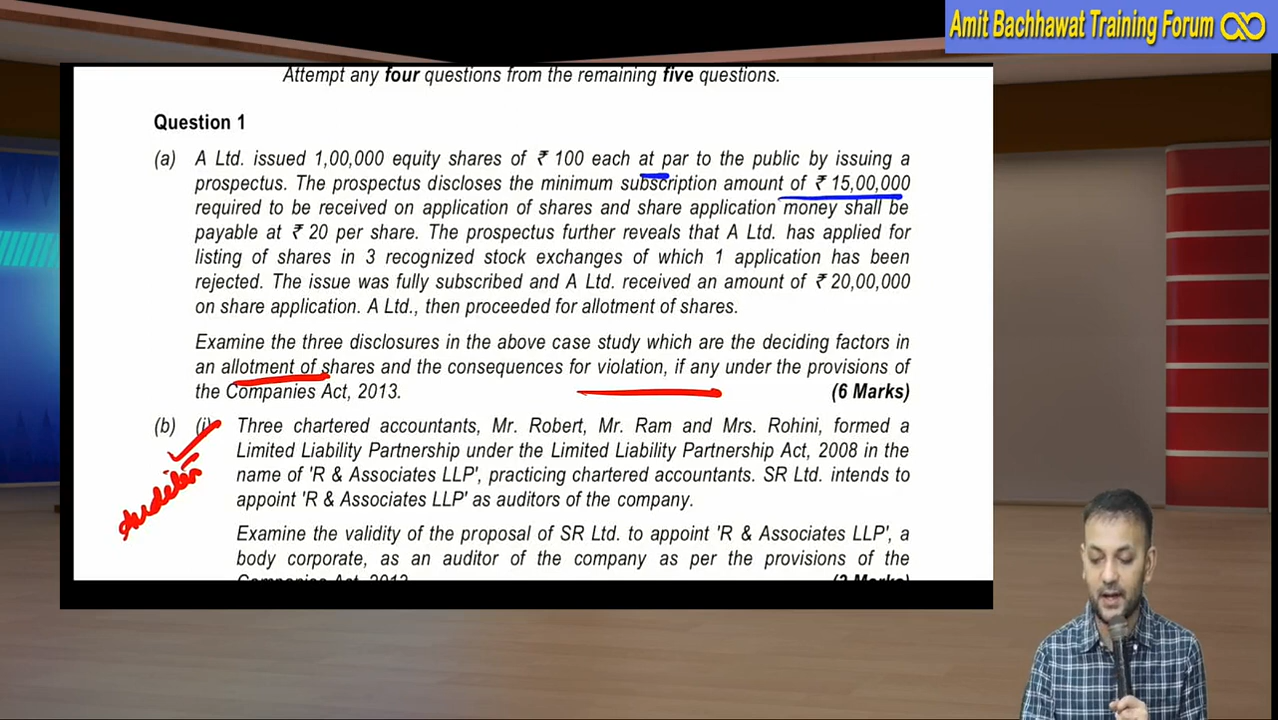 Amit Bachhawat Training Forum
Attempt any four questions from the remaining five questions.
Question 1
(a) A Ltd. issued 1,00,000 equity shares of ₹ 100 each at par to the public by issuing a
prospectus. The prospectus discloses the minimum subscription amount of ₹ 15,00,000
required to be received on application of shares and share application money shall be
payable at ₹ 20 per share. The prospectus further reveals that A Ltd. has applied for
listing of shares in 3 recognized stock exchanges of which 1 application has been
rejected. The issue was fully subscribed and A Ltd. received an amount of ₹ 20,00,000
on share application. A Ltd., then proceeded for allotment of shares.
Examine the three disclosures in the above case study which are the deciding factors in
an allotment of shares and the consequences for violation, if any under the provisions of
the Companies Act, 2013. (6 Marks)
(b) (i) Three chartered accountants, Mr. Robert, Mr. Ram and Mrs. Rohini, formed a
Limited Liability Partnership under the Limited Liability Partnership Act, 2008 in the
name of 'R & Associates LLP', practicing chartered accountants. SR Ltd. intends to
appoint 'R & Associates LLP' as auditors of the company.
Examine the validity of the proposal of SR Ltd. to appoint 'R & Associates LLP', a
body corporate, as an auditor of the company as per the provisions of the
Companies Act, 2013